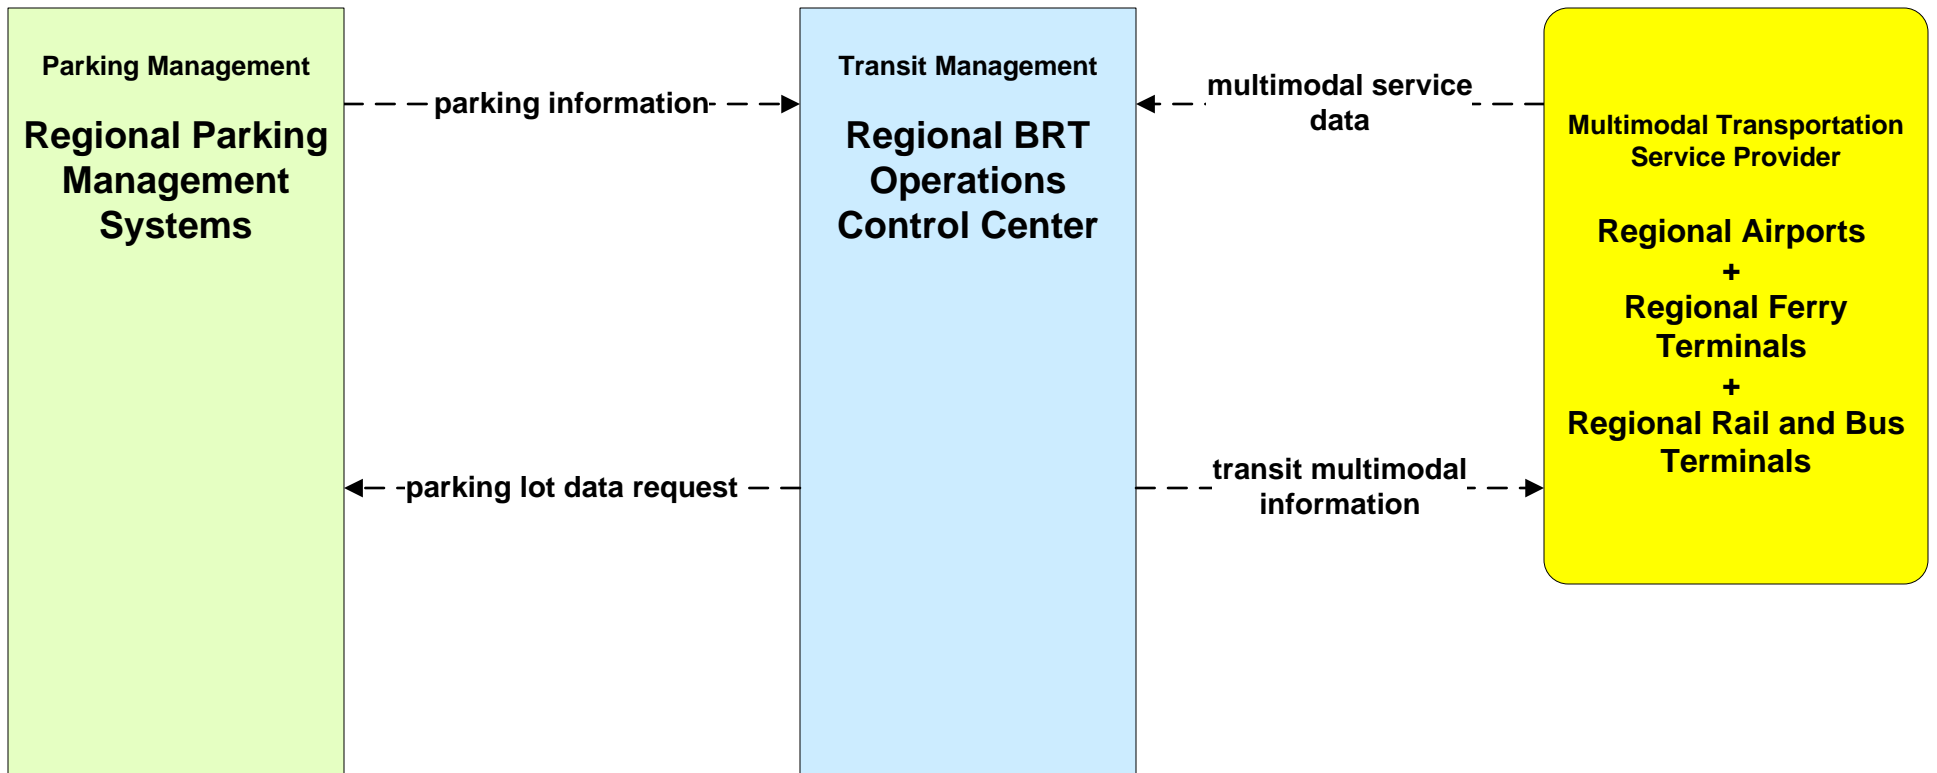 Parking Management
Regional Parking
Management
Systems
parking information
parking lot data request
Transit Management
Regional BRT
Operations
Control Center
multimodal service
data
transit multimodal
information
Multimodal Transportation
Service Provider
Regional Airports
+
Regional Ferry
Terminals
+
Regional Rail and Bus
Terminals